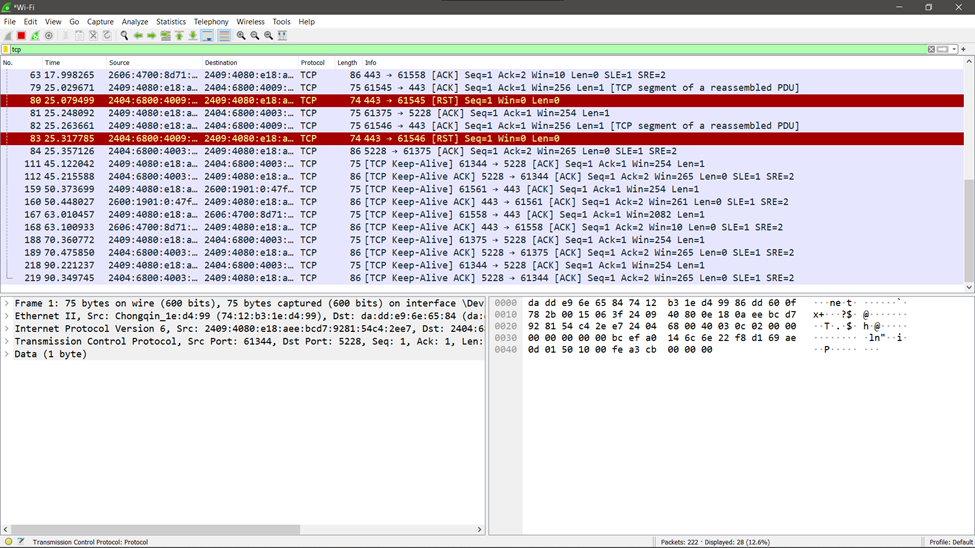 *Wi-Fi
File Edit View Go Capture Analyze Statistics Telephony Wireless Tools Help
tcp
No. Time Source Destination Protocol Length Info
63 17.998265 2606:4700:8d71:... 2409:4080:e18:a... TCP 86 443 → 61558 [ACK] Seq=1 Ack=2 Win=10 Len=0 SLE=1 SRE=2
79 25.029671 2409:4080:e18:a... 2404:6800:4009:... TCP 75 61545 → 443 [ACK] Seq=1 Ack=1 Win=256 Len=1 [TCP segment of a reassembled PDU]
80 25.079499 2404:6800:4009:... 2409:4080:e18:a... TCP 74 443 → 61545 [RST] Seq=1 Win=0 Len=0
81 25.248092 2409:4080:e18:a... 2404:6800:4003:... TCP 75 61375 → 5228 [ACK] Seq=1 Ack=1 Win=254 Len=1
82 25.263661 2409:4080:e18:a... 2404:6800:4009:... TCP 75 61546 → 443 [ACK] Seq=1 Ack=1 Win=256 Len=1 [TCP segment of a reassembled PDU]
83 25.317785 2404:6800:4009:... 2409:4080:e18:a... TCP 74 443 → 61546 [RST] Seq=1 Win=0 Len=0
84 25.357126 2404:6800:4003:... 2409:4080:e18:a... TCP 86 5228 → 61375 [ACK] Seq=1 Ack=2 Win=265 Len=0 SLE=1 SRE=2
111 45.122042 2409:4080:e18:a... 2404:6800:4003:... TCP 75 [TCP Keep-Alive] 61344 → 5228 [ACK] Seq=1 Ack=1 Win=254 Len=1
112 45.215588 2404:6800:4003:... 2409:4080:e18:a... TCP 86 [TCP Keep-Alive ACK] 5228 → 61344 [ACK] Seq=1 Ack=2 Win=265 Len=0 SLE=1 SRE=2
159 50.373699 2409:4080:e18:a... 2600:1901:0:47f... TCP 75 [TCP Keep-Alive] 61561 → 443 [ACK] Seq=1 Ack=1 Win=254 Len=1
160 50.448027 2600:1901:0:47f... 2409:4080:e18:a... TCP 86 [TCP Keep-Alive ACK] 443 → 61561 [ACK] Seq=1 Ack=2 Win=261 Len=0 SLE=1 SRE=2
167 63.010457 2409:4080:e18:a... 2606:4700:8d71:... TCP 75 [TCP Keep-Alive] 61558 → 443 [ACK] Seq=1 Ack=1 Win=2082 Len=1
168 63.100933 2606:4700:8d71:... 2409:4080:e18:a... TCP 86 [TCP Keep-Alive ACK] 443 → 61558 [ACK] Seq=1 Ack=2 Win=10 Len=0 SLE=1 SRE=2
188 70.360772 2409:4080:e18:a... 2404:6800:4003:... TCP 75 [TCP Keep-Alive] 61375 → 5228 [ACK] Seq=1 Ack=1 Win=254 Len=1
189 70.475850 2404:6800:4003:... 2409:4080:e18:a... TCP 86 [TCP Keep-Alive ACK] 5228 → 61375 [ACK] Seq=1 Ack=2 Win=265 Len=0 SLE=1 SRE=2
218 90.221237 2409:4080:e18:a... 2404:6800:4003:... TCP 75 [TCP Keep-Alive] 61344 → 5228 [ACK] Seq=1 Ack=1 Win=254 Len=1
219 90.349745 2404:6800:4003:... 2409:4080:e18:a... TCP 86 [TCP Keep-Alive ACK] 5228 → 61344 [ACK] Seq=1 Ack=2 Win=265 Len=0 SLE=1 SRE=2
Frame 1: 75 bytes on wire (600 bits), 75 bytes captured (600 bits) on interface \Dev
Ethernet II, Src: Chongqin_1e:d4:99 (74:12:b3:1e:d4:99), Dst: da:dd:e9:6e:65:84 (da:
Internet Protocol Version 6, Src: 2409:4080:e18:aee:bcd7:9281:54c4:2ee7, Dst: 2404:6
Transmission Control Protocol, Src Port: 61344, Dst Port: 5228, Seq: 1, Ack: 1, Len:
Data (1 byte)
0000 da dd e9 6e 65 84 74 12 b3 1e d4 99 86 dd 60 0f ···ne·t· ······`·
0010 78 2b 00 15 06 3f 24 09 40 80 0e 18 0a ee bc d7 x+···?$· @·······
0020 92 81 54 c4 2e e7 24 04 68 00 40 03 0c 02 00 00 ··T·.·$· h·@·····
0030 00 00 00 00 00 bc ef a0 14 6c 6e 22 f8 d1 69 ae ········ ·ln"··i·
0040 0d 01 50 10 00 fe a3 cb 00 00 00 ··P····· ···
Transmission Control Protocol: Protocol
Packets: 222 · Displayed: 28 (12.6%)
Profile: Default